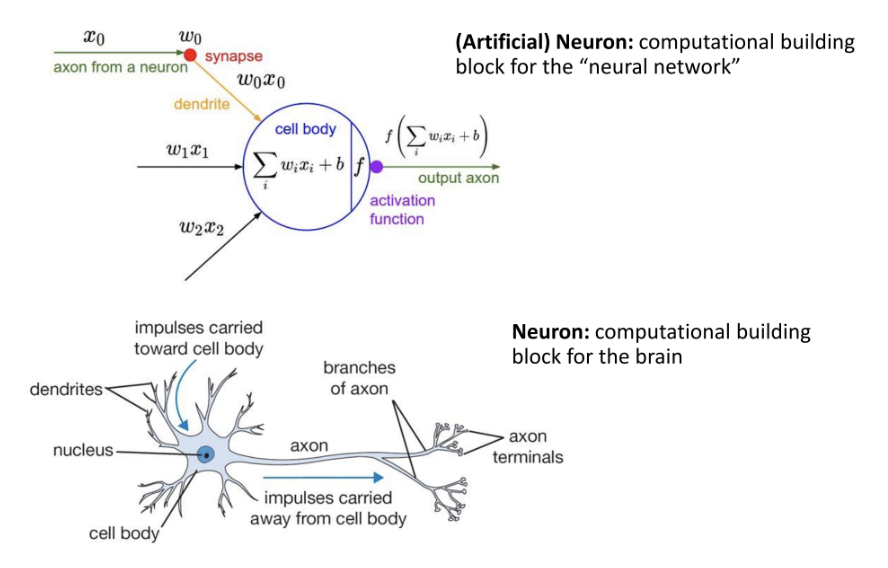 x₀
w₀
axon from a neuron
synapse
w₀x₀
dendrite
cell body
w₁x₁
∑ᵢ wᵢxᵢ + b
f
f(∑ᵢ wᵢxᵢ + b)
output axon
activation
function
w₂x₂
(Artificial) Neuron: computational building
block for the “neural network”
impulses carried
toward cell body
dendrites
nucleus
cell body
axon
impulses carried
away from cell body
branches
of axon
axon
terminals
Neuron: computational building
block for the brain